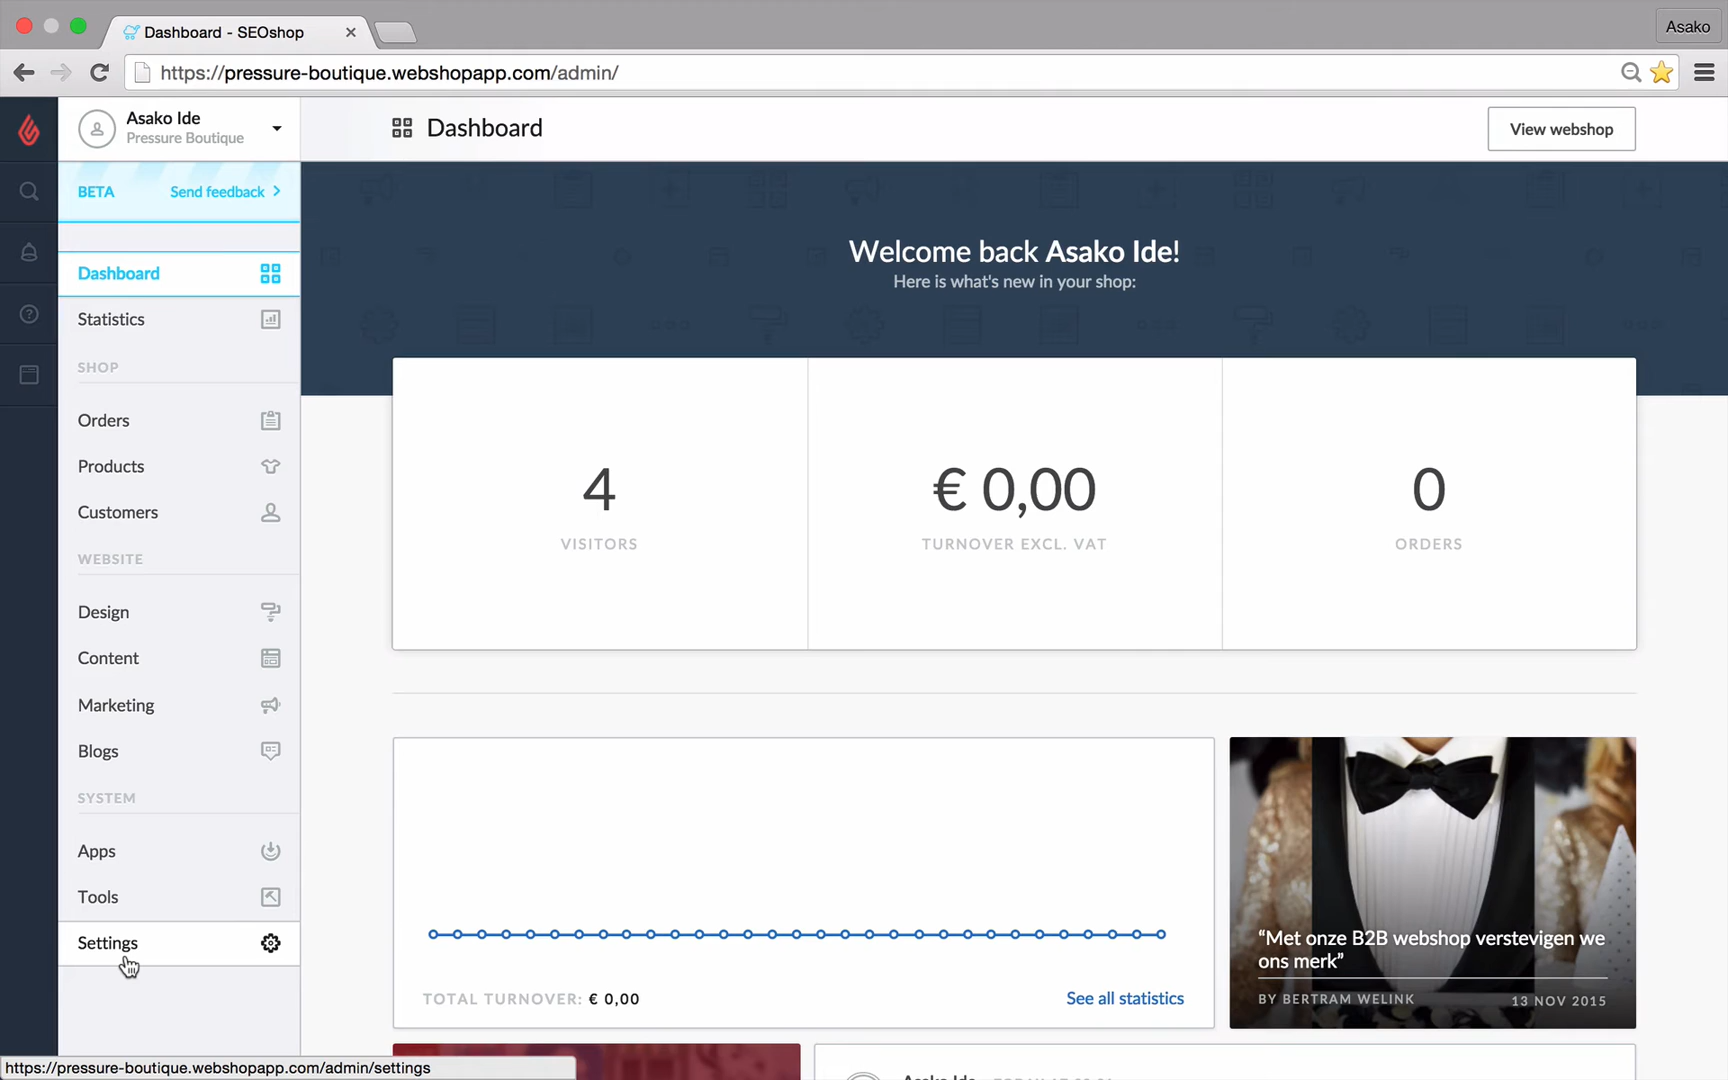 Dashboard - SEOshop
Asako
https://pressure-boutique.webshopapp.com/admin/
Asako Ide
Pressure Boutique
Dashboard
View webshop
BETA
Send feedback
Welcome back Asako Ide!
Here is what's new in your shop:
Dashboard
Statistics
SHOP
Orders
Products
Customers
WEBSITE
Design
Content
Marketing
Blogs
SYSTEM
Apps
Tools
Settings
4
VISITORS
€ 0,00
TURNOVER EXCL. VAT
0
ORDERS
TOTAL TURNOVER: € 0,00
See all statistics
“Met onze B2B webshop verstevigen we
ons merk”
BY BERTRAM WELINK
13 NOV 2015
Asako Ide
https://pressure-boutique.webshopapp.com/admin/settings